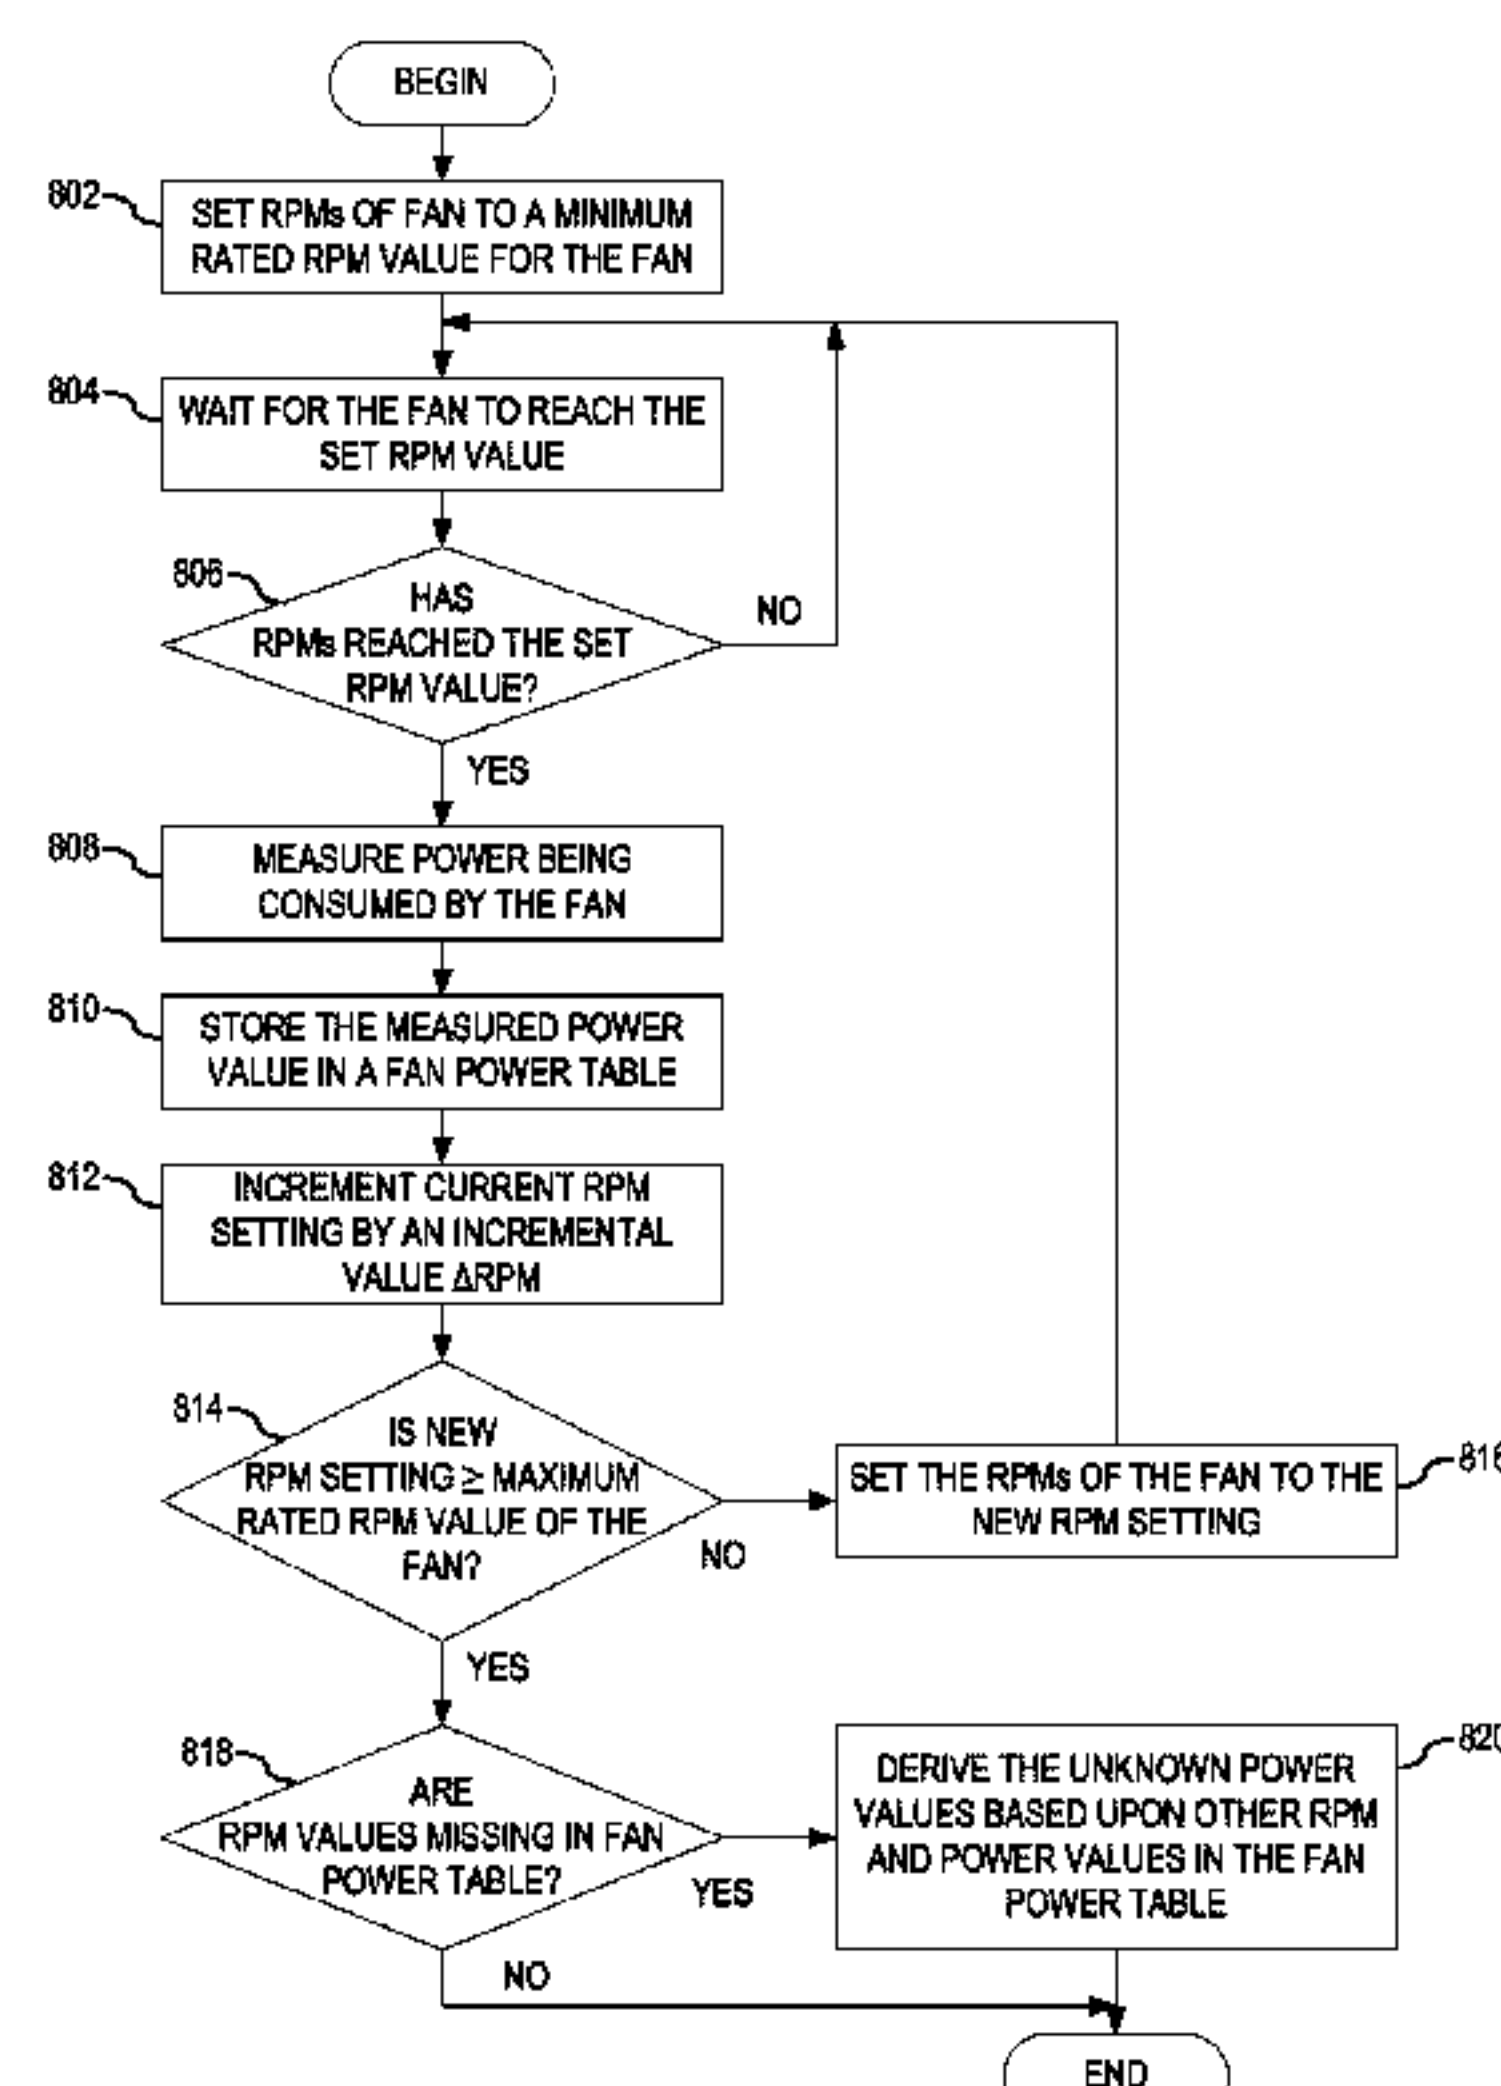 BEGIN
802
SET RPMs OF FAN TO A MINIMUM
RATED RPM VALUE FOR THE FAN
804
WAIT FOR THE FAN TO REACH THE
SET RPM VALUE
806
HAS
RPMs REACHED THE SET
RPM VALUE?
NO
YES
808
MEASURE POWER BEING
CONSUMED BY THE FAN
810
STORE THE MEASURED POWER
VALUE IN A FAN POWER TABLE
812
INCREMENT CURRENT RPM
SETTING BY AN INCREMENTAL
VALUE ΔRPM
814
IS NEW
RPM SETTING ≥ MAXIMUM
RATED RPM VALUE OF THE
FAN?
NO
816
SET THE RPMs OF THE FAN TO THE
NEW RPM SETTING
YES
818
ARE
RPM VALUES MISSING IN FAN
POWER TABLE?
YES
820
DERIVE THE UNKNOWN POWER
VALUES BASED UPON OTHER RPM
AND POWER VALUES IN THE FAN
POWER TABLE
NO
END